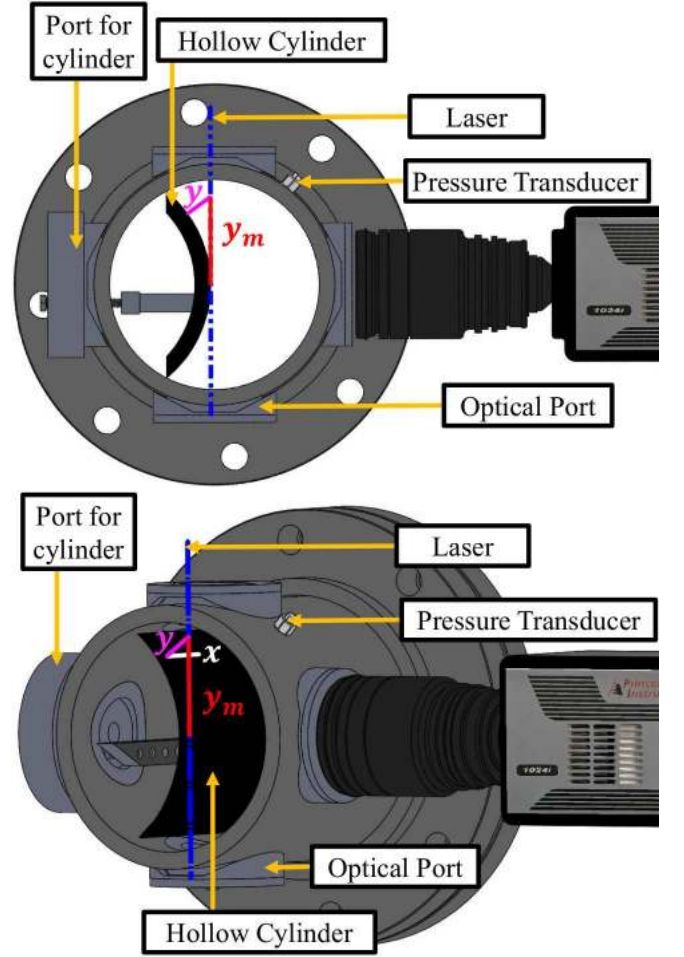 Port for
cylinder
Hollow Cylinder
Laser
Pressure Transducer
y
y_m
1024i
Optical Port
Port for
cylinder
Laser
Pressure Transducer
y
x
y_m
1024i
Optical Port
Hollow Cylinder